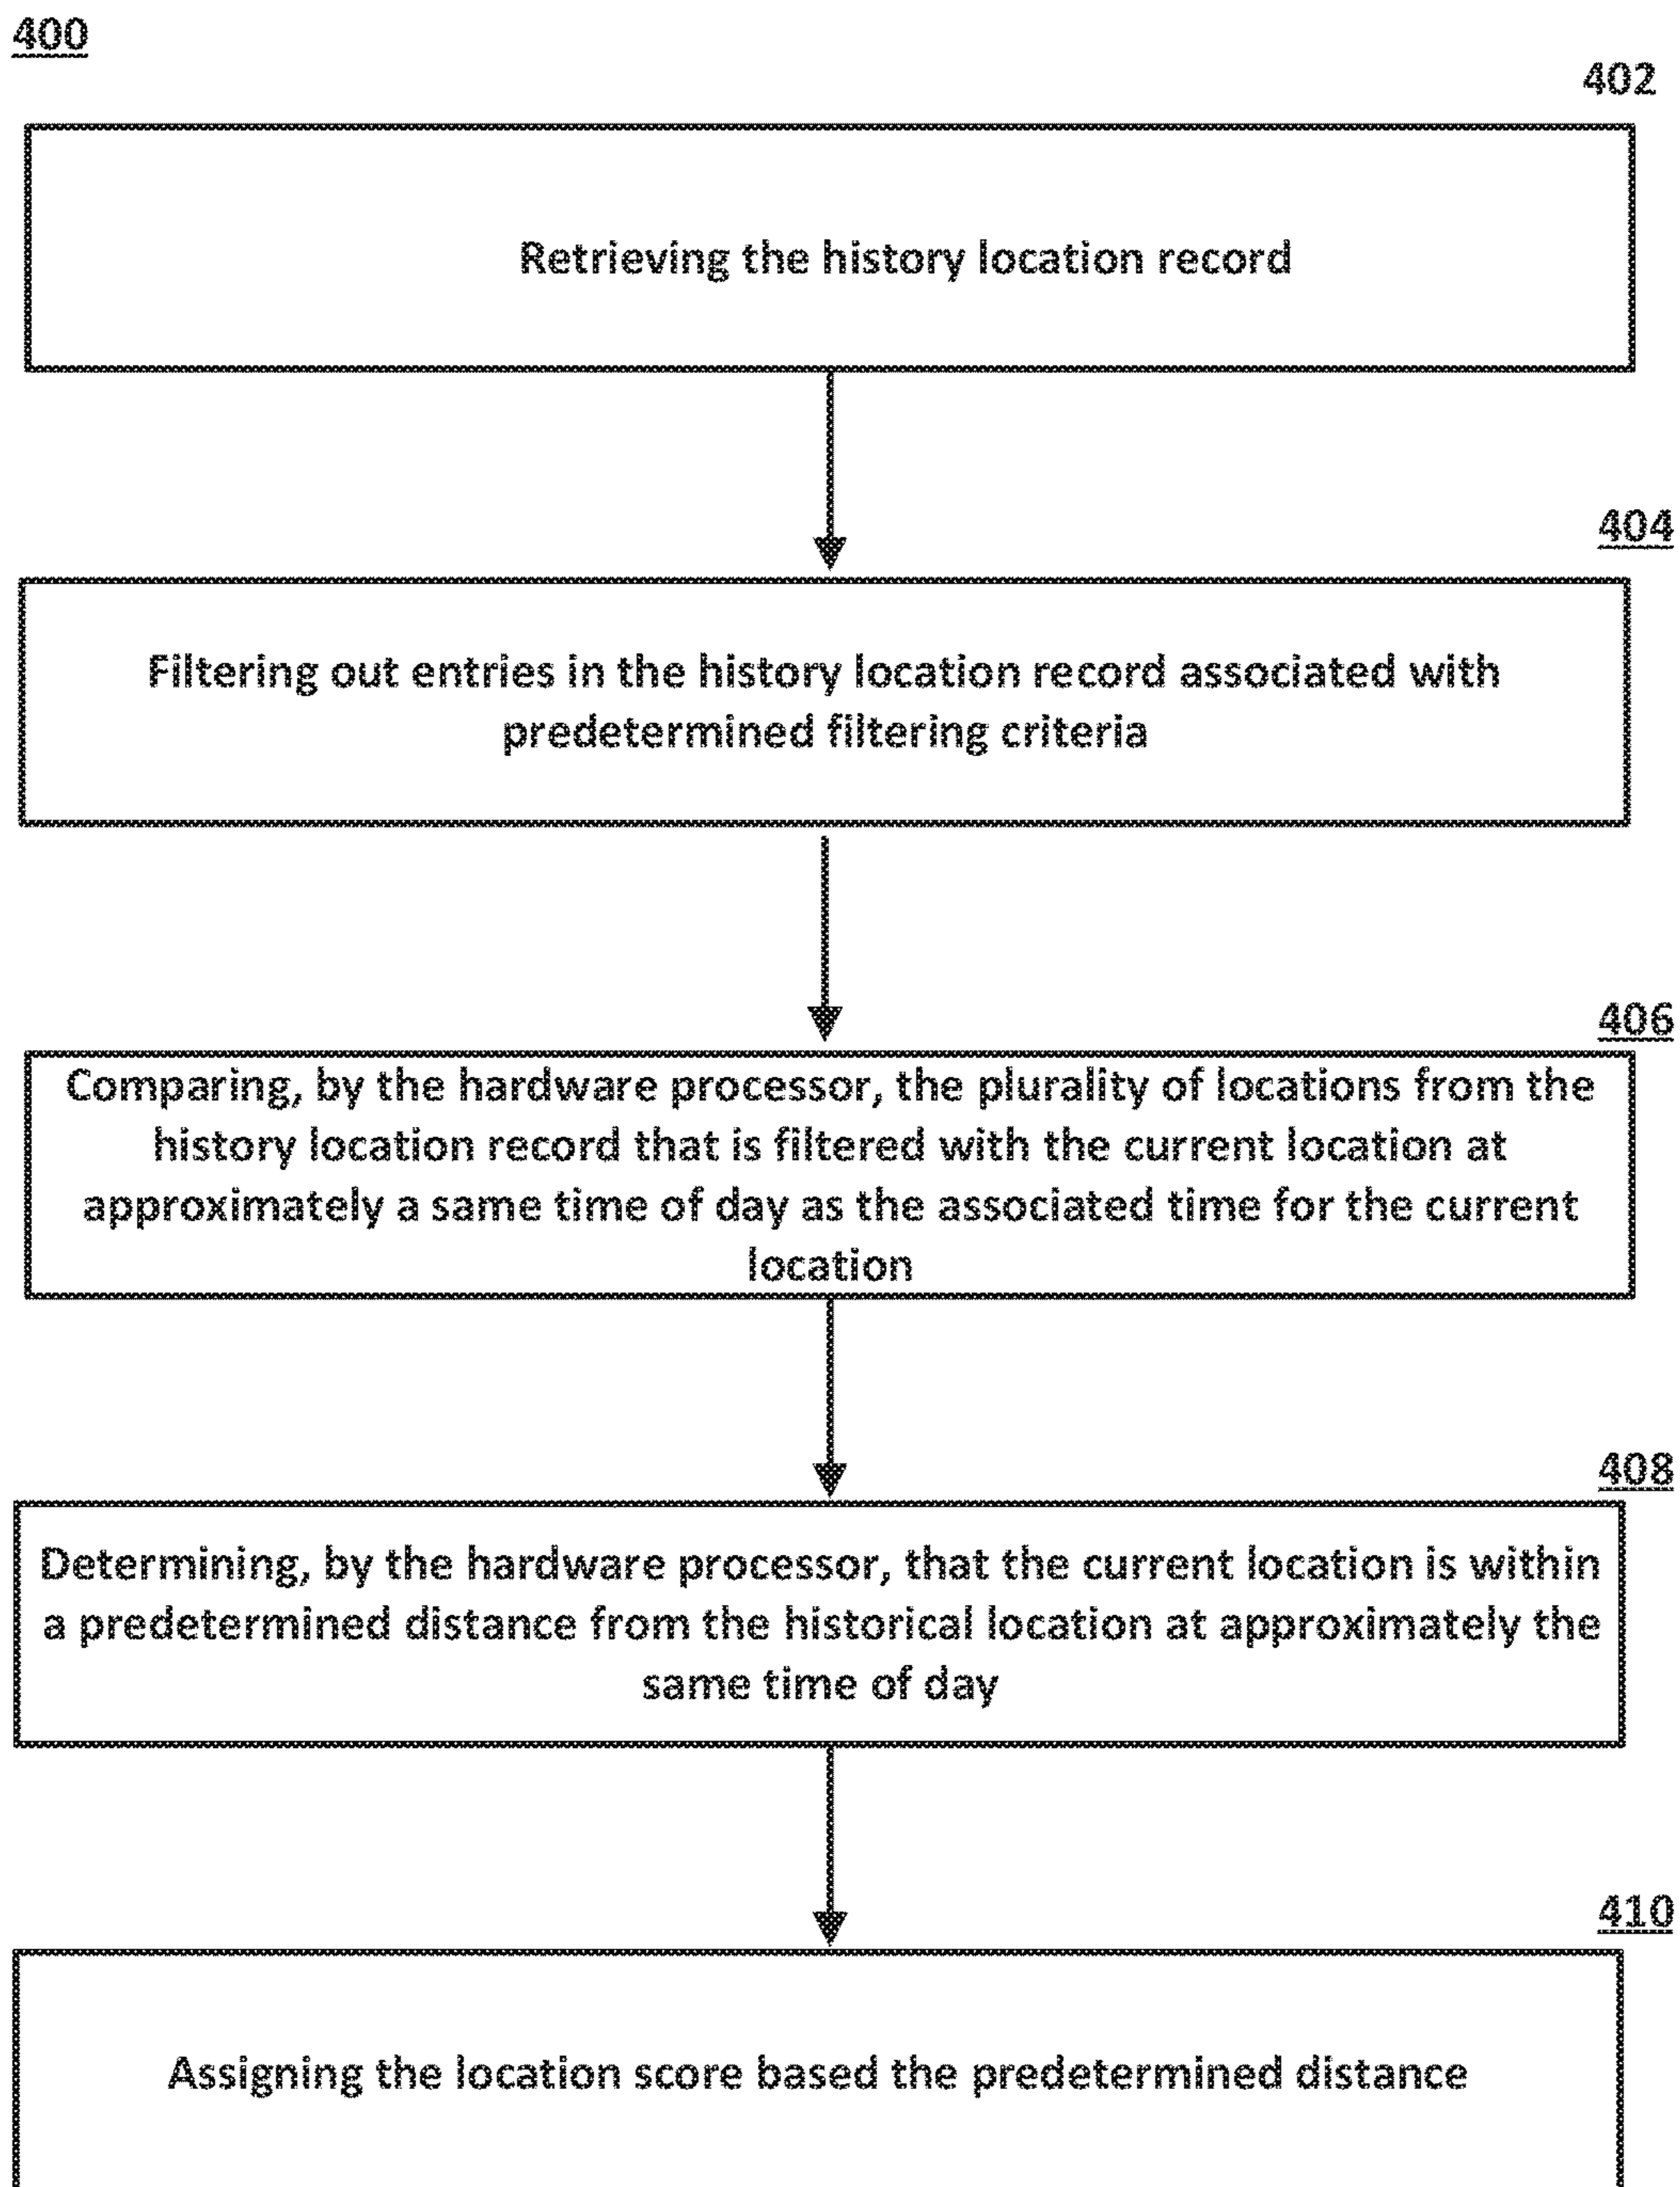 400
402
Retrieving the history location record
404
Filtering out entries in the history location record associated with
predetermined filtering criteria
406
Comparing, by the hardware processor, the plurality of locations from the
history location record that is filtered with the current location at
approximately a same time of day as the associated time for the current
location
408
Determining, by the hardware processor, that the current location is within
a predetermined distance from the historical location at approximately the
same time of day
410
Assigning the location score based the predetermined distance